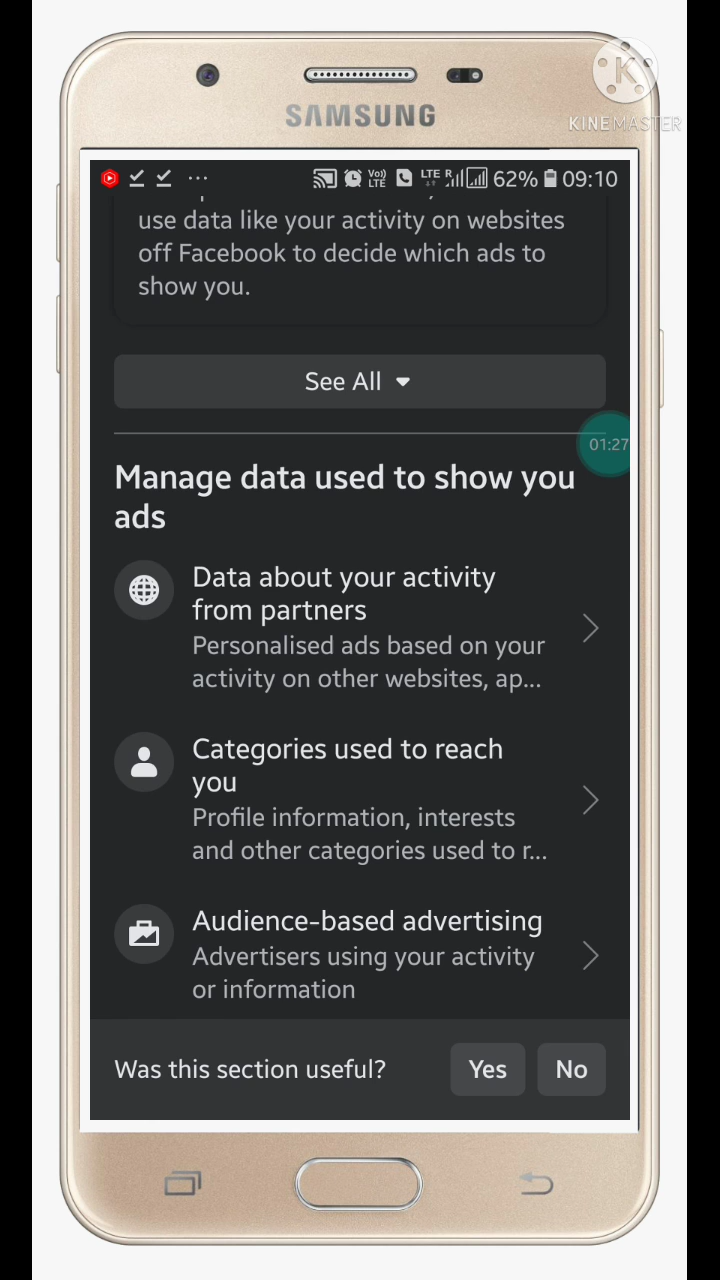 KINEMASTER
SAMSUNG
Vo)) LTE LTE R 62% 09:10
use data like your activity on websites
off Facebook to decide which ads to
show you.
See All
01:27
Manage data used to show you
ads
Data about your activity
from partners
Personalised ads based on your
activity on other websites, ap...
Categories used to reach
you
Profile information, interests
and other categories used to r...
Audience-based advertising
Advertisers using your activity
or information
Was this section useful?
Yes
No